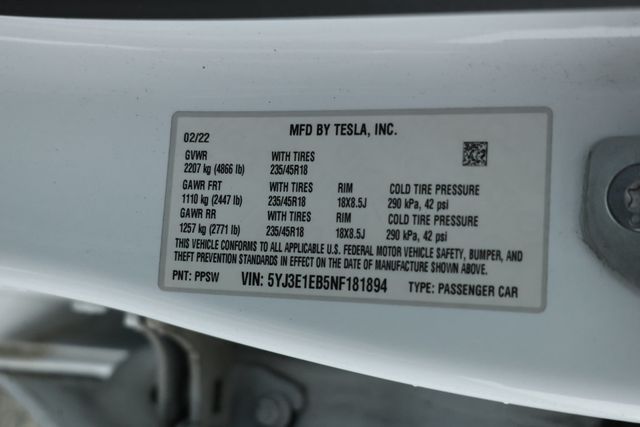 02/22 MFD BY TESLA, INC.
GVWR WITH TIRES
2207 kg (4866 lb) 235/45R18
GAWR FRT WITH TIRES RIM COLD TIRE PRESSURE
1110 kg (2447 lb) 235/45R18 18X8.5J 290 kPa, 42 psi
GAWR RR WITH TIRES RIM COLD TIRE PRESSURE
1257 kg (2771 lb) 235/45R18 18X8.5J 290 kPa, 42 psi
THIS VEHICLE CONFORMS TO ALL APPLICABLE U.S. FEDERAL MOTOR VEHICLE SAFETY, BUMPER, AND
THEFT PREVENTION STANDARDS IN EFFECT ON THE DATE OF MANUFACTURE SHOWN ABOVE.
PNT: PPSW VIN: 5YJ3E1EB5NF181894 TYPE: PASSENGER CAR